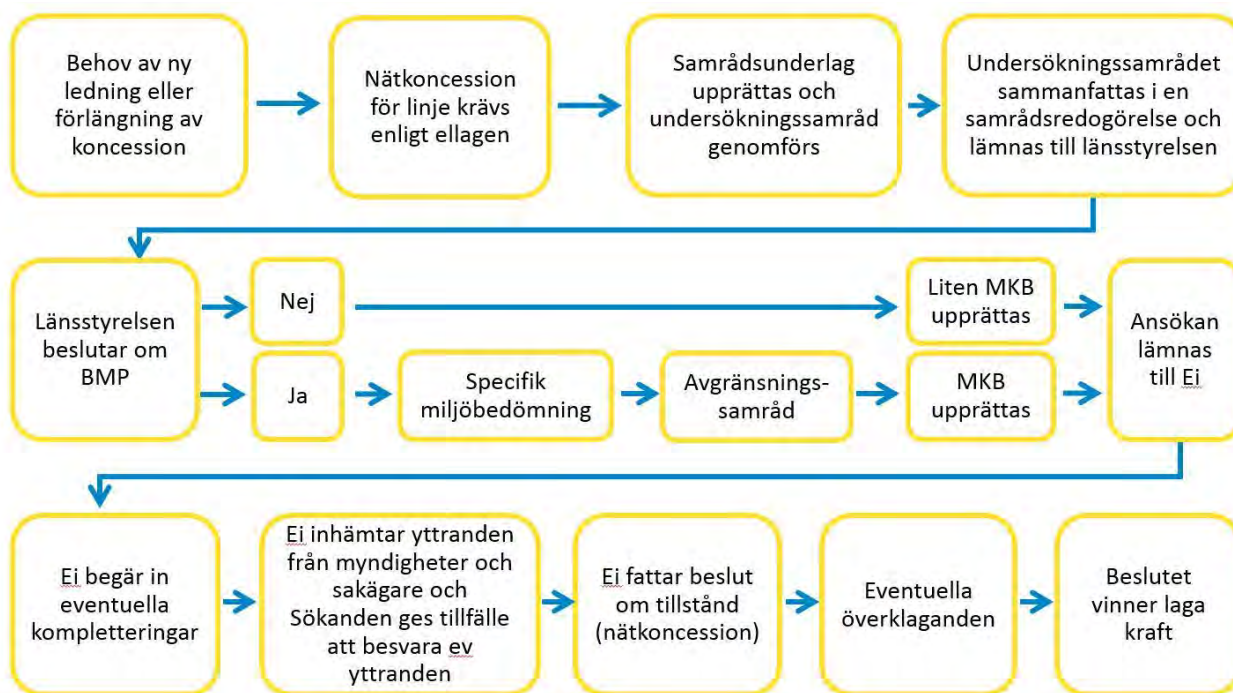 Behov av ny
ledning eller
förlängning av
koncession
Nätkoncession
för linje krävs
enligt ellagen
Samrådsunderlag
upprättas och
undersökningssamråd
genomförs
Undersökningssamrådet
sammanfattas i en
samrådsredogörelse och
lämnas till länsstyrelsen
Länsstyrelsen
beslutar om
BMP
Nej
Liten MKB
upprättas
Ja
Specifik
miljöbedömning
Avgränsnings-
samråd
MKB
upprättas
Ansökan
lämnas
till Ei
Ei begär in
eventuella
kompletteringar
Ei inhämtar yttranden
från myndigheter och
sakägare och
Sökanden ges tillfälle
att besvara ev
yttranden
Ei fattar beslut
om tillstånd
(nätkoncession)
Eventuella
överklaganden
Beslutet
vinner laga
kraft